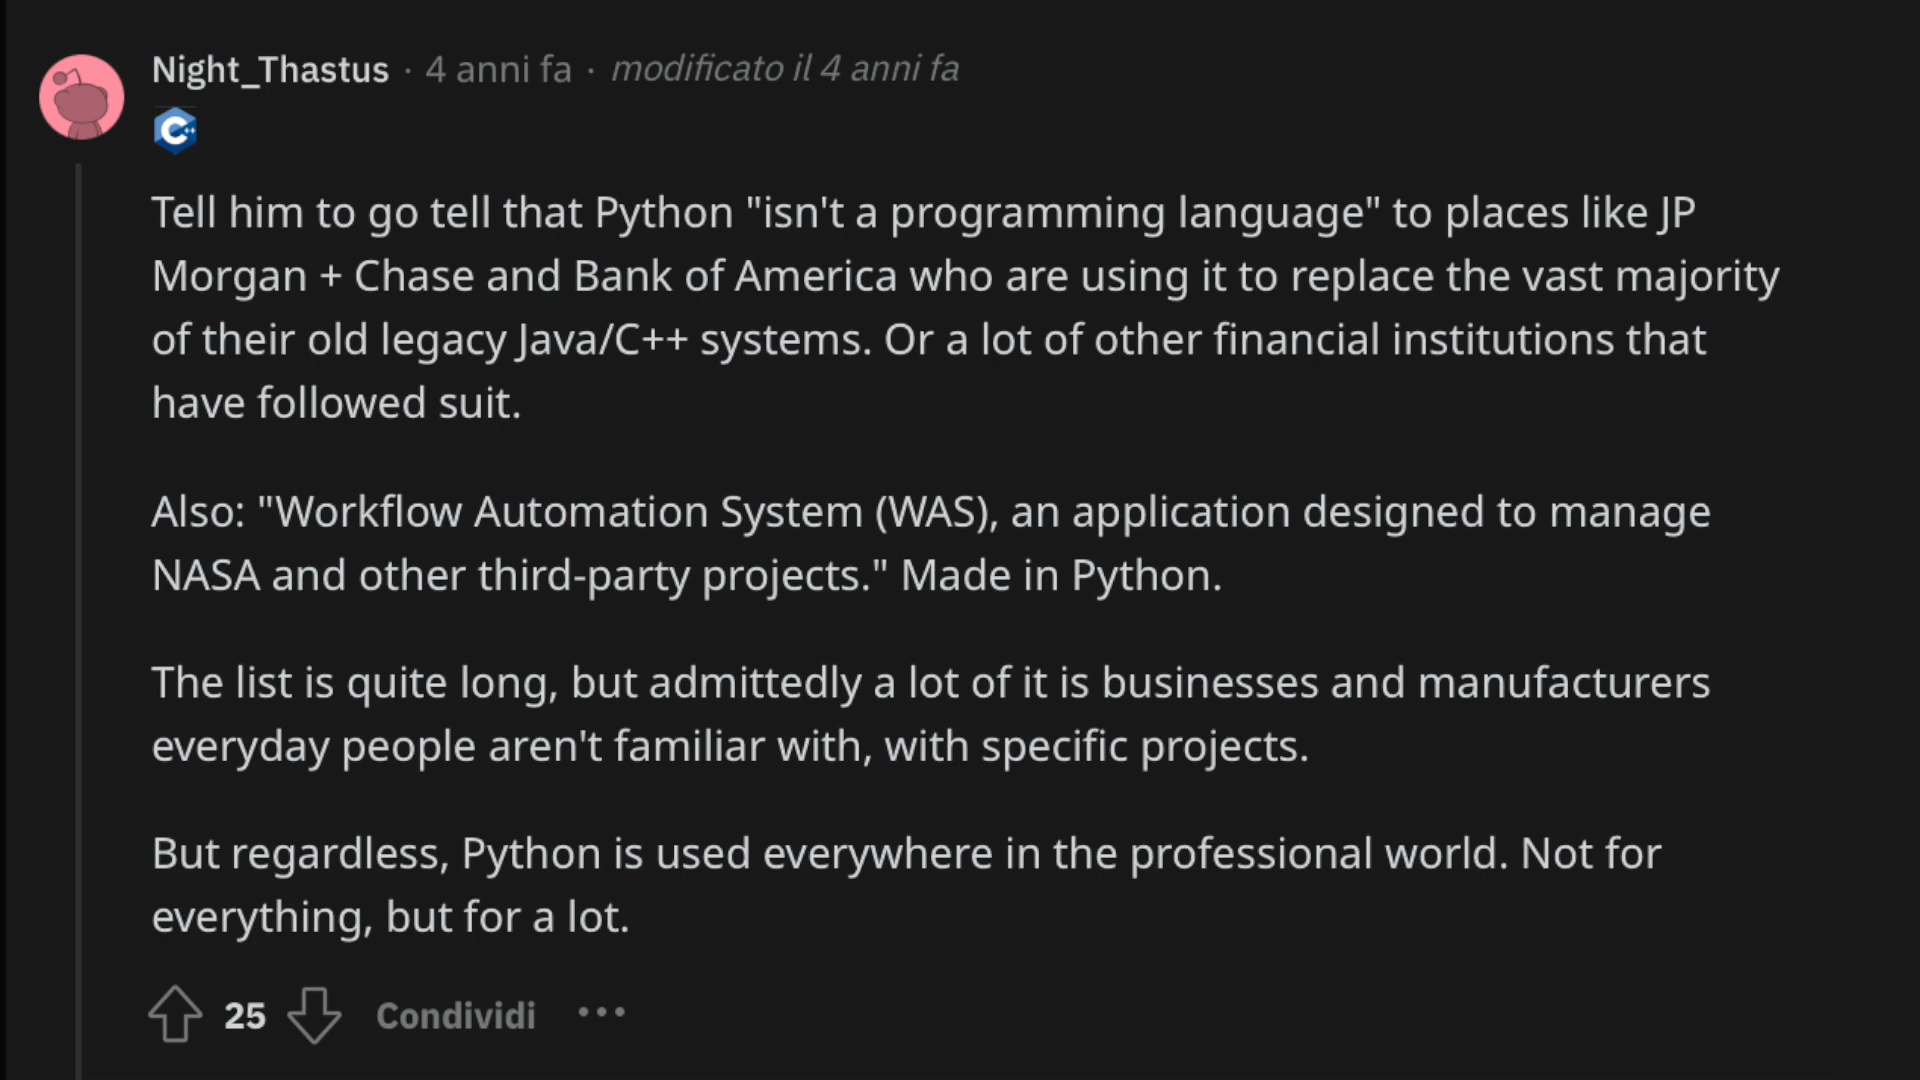 Night_Thastus · 4 anni fa · modificato il 4 anni fa
C++
Tell him to go tell that Python "isn't a programming language" to places like JP
Morgan + Chase and Bank of America who are using it to replace the vast majority
of their old legacy Java/C++ systems. Or a lot of other financial institutions that
have followed suit.
Also: "Workflow Automation System (WAS), an application designed to manage
NASA and other third-party projects." Made in Python.
The list is quite long, but admittedly a lot of it is businesses and manufacturers
everyday people aren't familiar with, with specific projects.
But regardless, Python is used everywhere in the professional world. Not for
everything, but for a lot.
25 Condividi ...